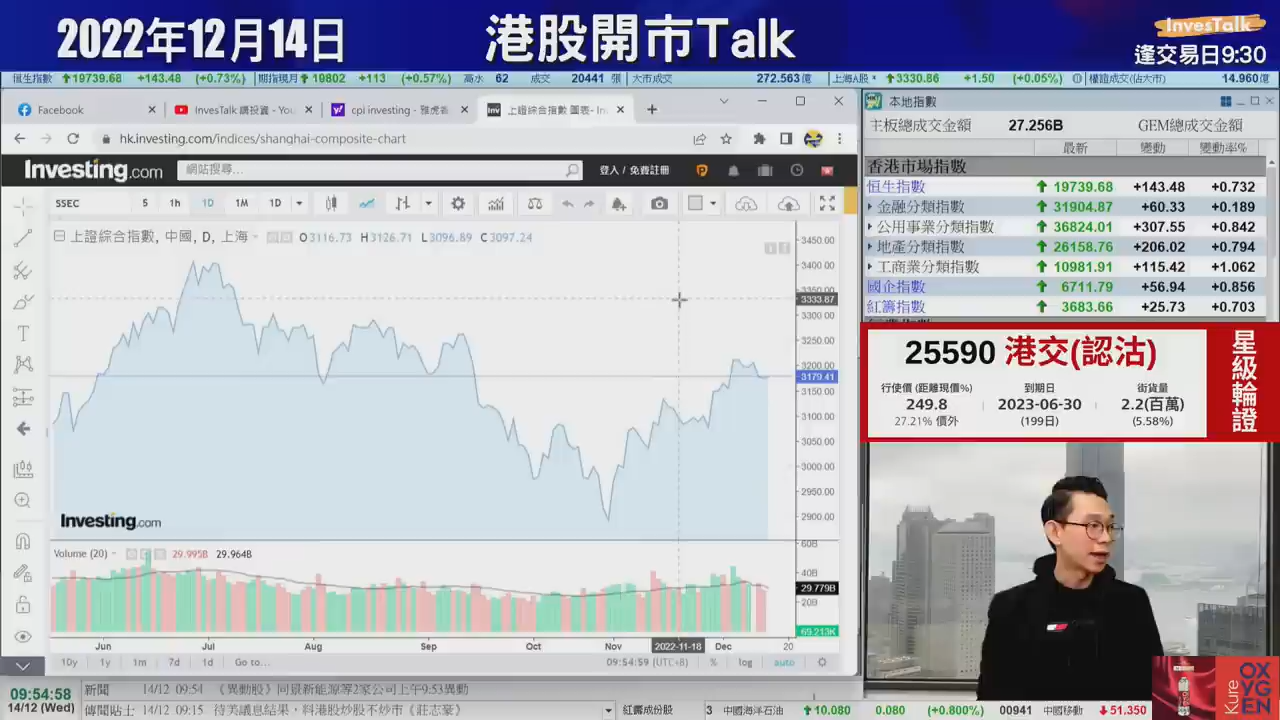 2022年12月14日
港股開市Talk
InvesTalk
逢交易日9:30
恒生指數 19739.68 +143.48 (+0.73%) 期指現月 19802 +113 (+0.57%) 高水 62 成交 20441 張 大市成交 272.563億 上海A股 3330.86 +1.50 (+0.05%) 權證成交(佔大市) 14.960億
Facebook
InvesTalk 講投資 - You
cpi investing - 雅虎香
上證綜合指數 圖表- In
hk.investing.com/indices/shanghai-composite-chart
Investing.com
網站搜尋...
登入 / 免費註冊
SSEC 5 1h 1D 1M 1D
上證綜合指數, 中國, D, 上海 O3116.73 H3126.71 L3096.89 C3097.24
3450.00
3400.00
3350.00
3333.87
3300.00
3250.00
3200.00
3179.41
3150.00
3100.00
3050.00
3000.00
2950.00
2900.00
Investing.com
Volume (20) 29.995B 29.964B
60B
40B
29.779B
20B
69.213K
Jun Jul Aug Sep Oct Nov 2022-11-18 Dec 20
10y 1y 1m 7d 1d Go to... 09:54:59 (UTC+8) % log auto
本地指數
主板總成交金額 27.256B GEM總成交金額
最新 變動 變動率%
香港市場指數
恒生指數 19739.68 +143.48 +0.732
金融分類指數 31904.87 +60.33 +0.189
公用事業分類指數 36824.01 +307.55 +0.842
地產分類指數 26158.76 +206.02 +0.794
工商業分類指數 10981.91 +115.42 +1.062
國企指數 6711.79 +56.94 +0.856
紅籌指數 3683.66 +25.73 +0.703
25590 港交(認沽)
行使價 (距離現價%) 到期日 街貨量
249.8 2023-06-30 2.2(百萬)
27.21% 價外 (199日) (5.58%)
星級輪證
Kure
OXYGEN
09:54:58
14/12 (Wed)
新聞 14/12 09:54 《異動股》同景新能源等2家公司上午9:53異動
傳聞貼士 14/12 09:15 待美議息結果，料港股炒股不炒市《莊志豪》
紅籌成份股 3 中國海洋石油 10.080 0.080 (+0.800%) 00941 中國移動 51.350